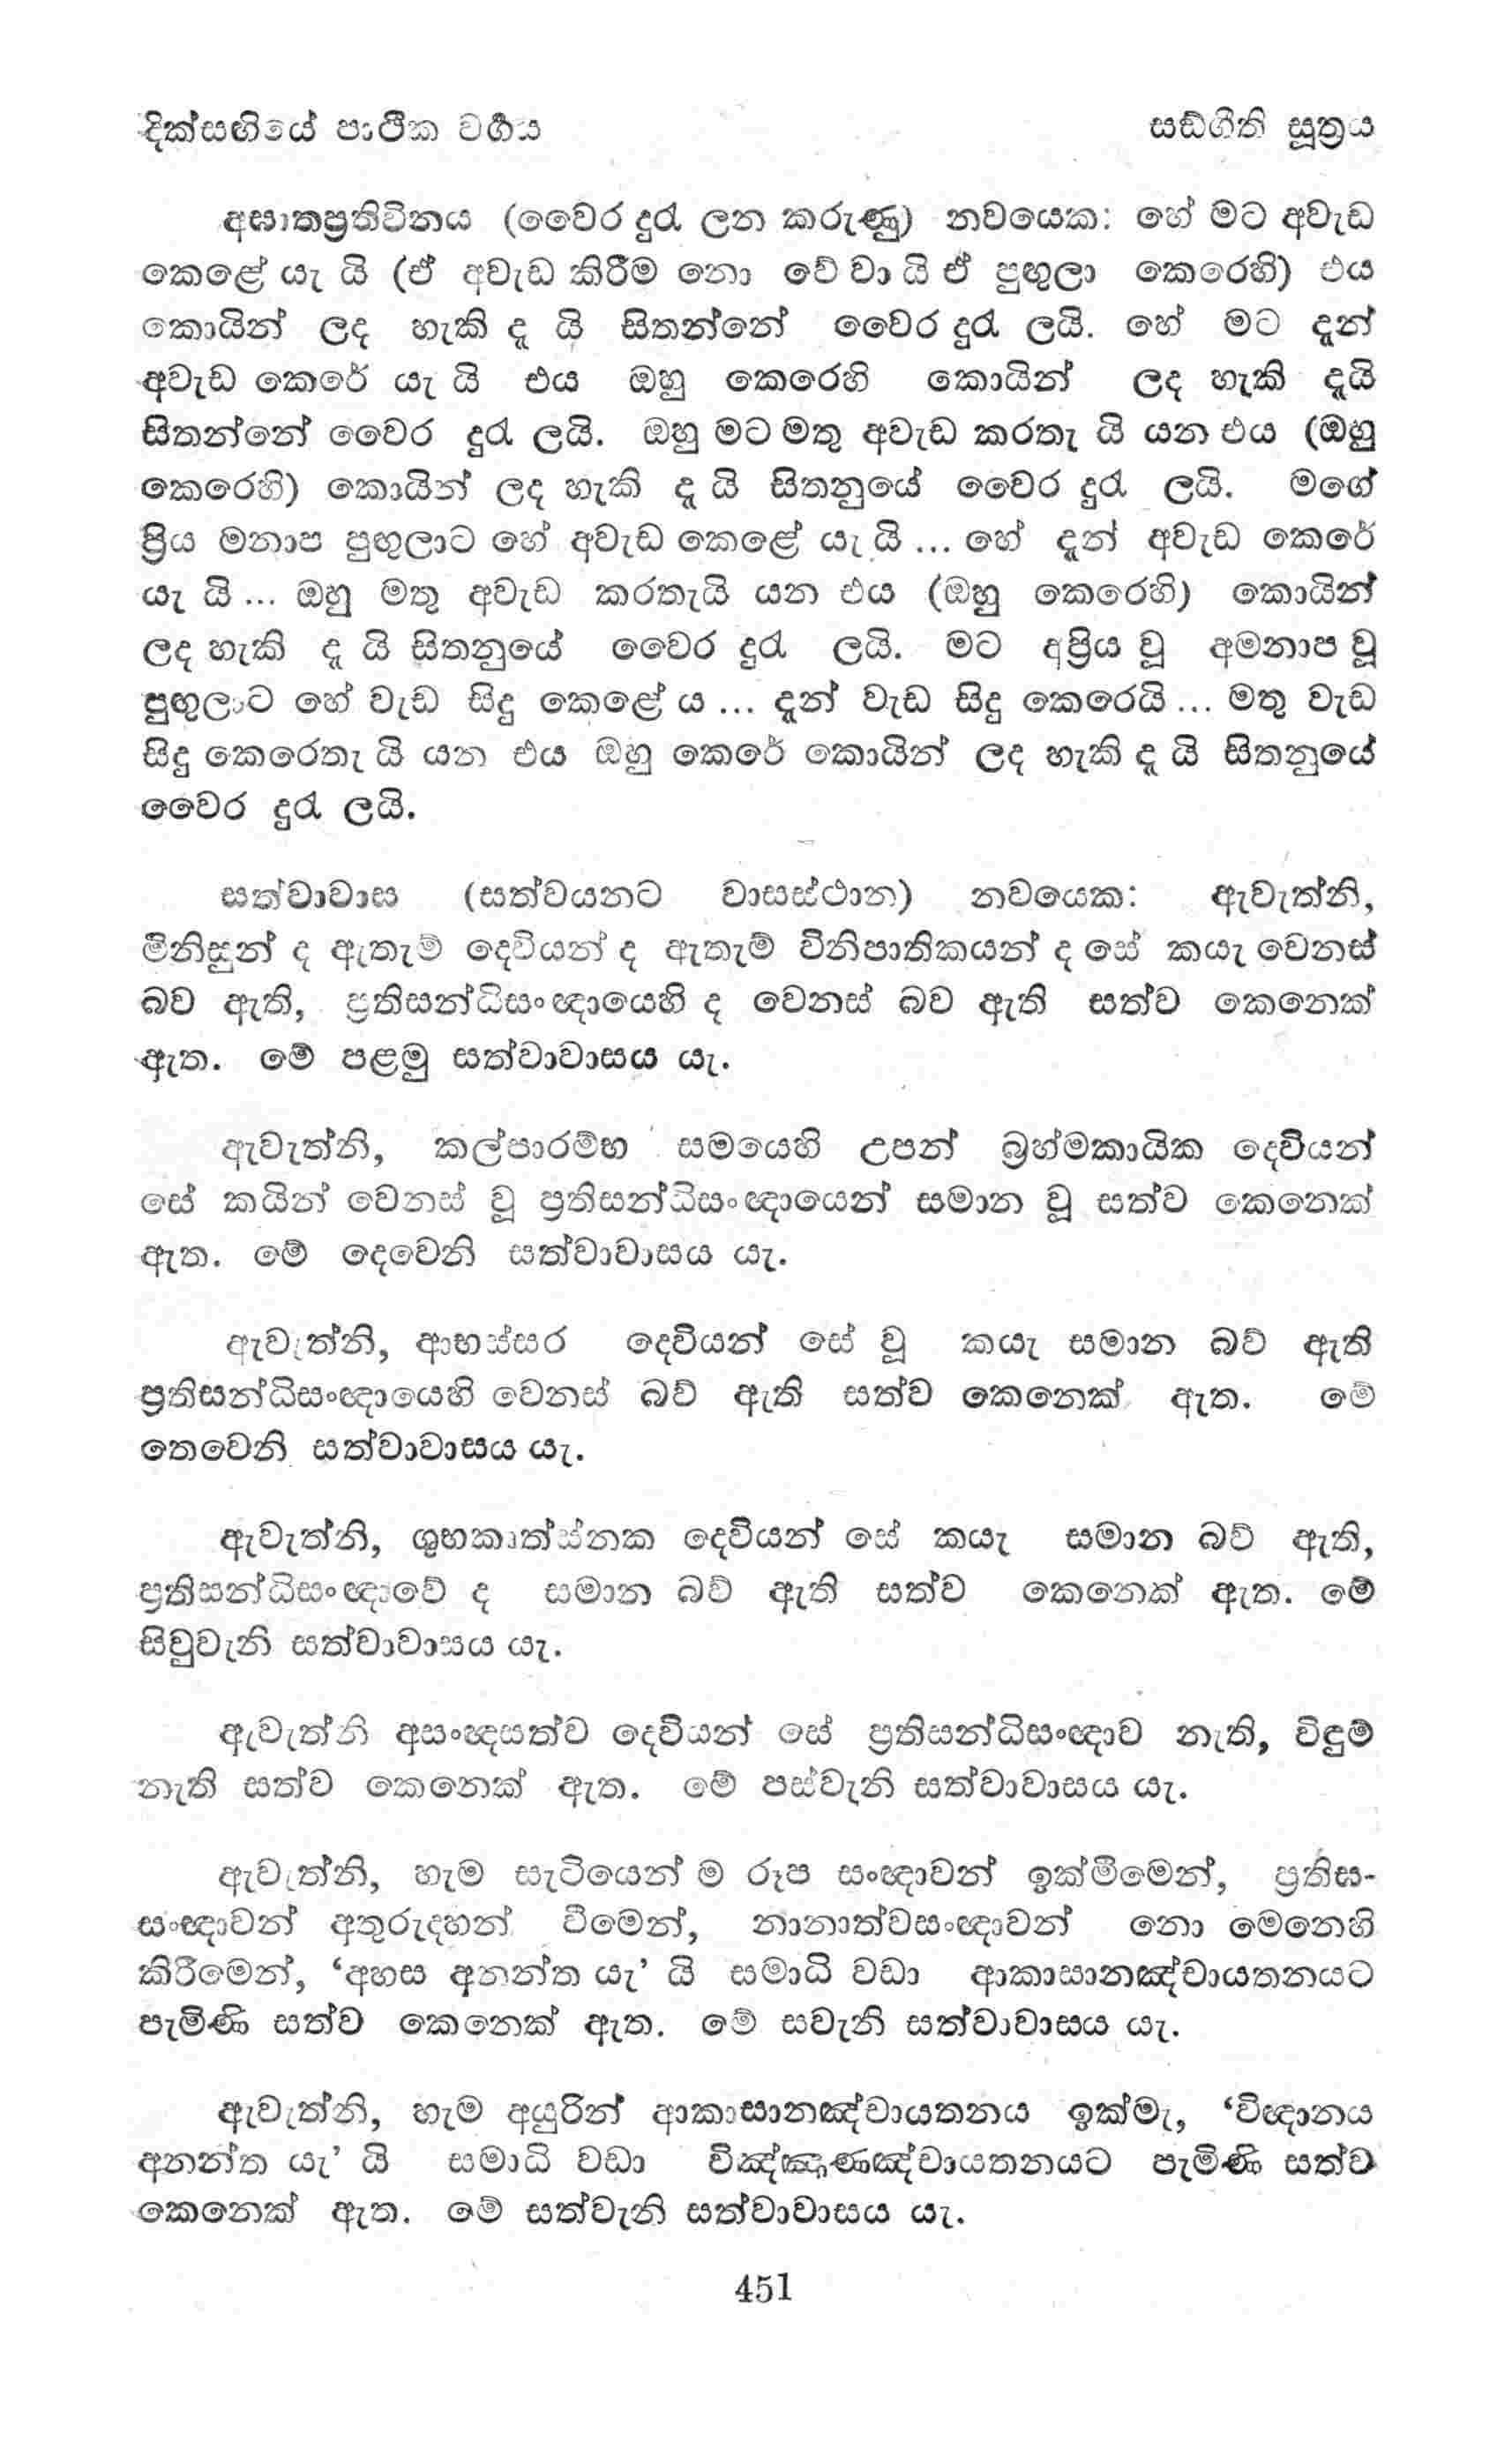 දික්සඟියේ පාථික වර්‍ගය
සඞ්ගීති සූත්‍රය
අඝාතප්‍රතිවිනය (වෛර දුරු ලන කරුණු) නවයෙක: හේ මට අවැඩ
කෙළේ යැ යි (ඒ අවැඩ කිරීම නො වේ වා යි ඒ පුඟුලා කෙරෙහි) එය
කොයින් ලද හැකි දැ යි සිතන්නේ වෛර දුරු ලයි. හේ මට දැන්
අවැඩ කෙරේ යැ යි එය ඔහු කෙරෙහි කොයින් ලද හැකි දැයි
සිතන්නේ වෛර දුරු ලයි. ඔහු මට මතු අවැඩ කරතැ යි යන එය (ඔහු
කෙරෙහි) කොයින් ලද හැකි දැ යි සිතනුයේ වෛර දුරු ලයි. මගේ
ප්‍රිය මනාප පුඟුලාට හේ අවැඩ කෙළේ යැ යි ... හේ දැන් අවැඩ කෙරේ
යැ යි ... ඔහු මතු අවැඩ කරතැයි යන එය (ඔහු කෙරෙහි) කොයින්
ලද හැකි දැ යි සිතනුයේ වෛර දුරු ලයි. මට අප්‍රිය වූ අමනාප වූ
පුඟුලාට හේ වැඩ සිදු කෙළේ ය ... දැන් වැඩ සිදු කෙරෙයි ... මතු වැඩ
සිදු කෙරෙතැ යි යන එය ඔහු කෙරේ කොයින් ලද හැකි දැ යි සිතනුයේ
වෛර දුරු ලයි.
සත්වාවාස (සත්වයනට වාසස්ථාන) නවයෙක: ඇවැත්නි,
මිනිසුන් ද ඇතැම් දෙවියන් ද ඇතැම් විනිපාතිකයන් ද සේ කයැ වෙනස්
බව ඇති, ප්‍රතිසන්ධිසංඥායෙහි ද වෙනස් බව ඇති සත්ව කෙනෙක්
ඇත. මේ පළමු සත්වාවාසය යැ.
ඇවැත්නි, කල්පාරම්භ සමයෙහි උපන් බ්‍රහ්මකායික දෙවියන්
සේ කයින් වෙනස් වූ ප්‍රතිසන්ධිසංඥායෙන් සමාන වූ සත්ව කෙනෙක්
ඇත. මේ දෙවෙනි සත්වාවාසය යැ.
ඇවැත්නි, ආභස්සර දෙවියන් සේ වූ කයැ සමාන බව් ඇති
ප්‍රතිසන්ධිසංඥායෙහි වෙනස් බව් ඇති සත්ව කෙනෙක් ඇත. මේ
තෙවෙනි සත්වාවාසය යැ.
ඇවැත්නි, ශුභකෘත්ස්නක දෙවියන් සේ කයැ සමාන බව් ඇති,
ප්‍රතිසන්ධිසංඥාවේ ද සමාන බව් ඇති සත්ව කෙනෙක් ඇත. මේ
සිවුවැනි සත්වාවාසය යැ.
ඇවැත්නි අසංඥසත්ව දෙවියන් සේ ප්‍රතිසන්ධිසංඥාව නැති, විඳුම්
නැති සත්ව කෙනෙක් ඇත. මේ පස්වැනි සත්වාවාසය යැ.
ඇවැත්නි, හැම සැටියෙන් ම රූප සංඥාවන් ඉක්මීමෙන්, ප්‍රතිඝ-
සංඥාවන් අතුරුදහන් වීමෙන්, නානාත්වසංඥාවන් නො මෙනෙහි
කිරීමෙන්, ‘අහස අනන්ත යැ’ යි සමාධි වඩා ආකාසානඤ්චායතනයට
පැමිණි සත්ව කෙනෙක් ඇත. මේ සවැනි සත්වාවාසය යැ.
ඇවැත්නි, හැම අයුරින් ආකාසානඤ්චායතනය ඉක්මැ, ‘විඥානය
අනන්ත යැ’ යි සමාධි වඩා විඤ්ඤාණඤ්චායතනයට පැමිණි සත්ව
කෙනෙක් ඇත. මේ සත්වැනි සත්වාවාසය යැ.
451